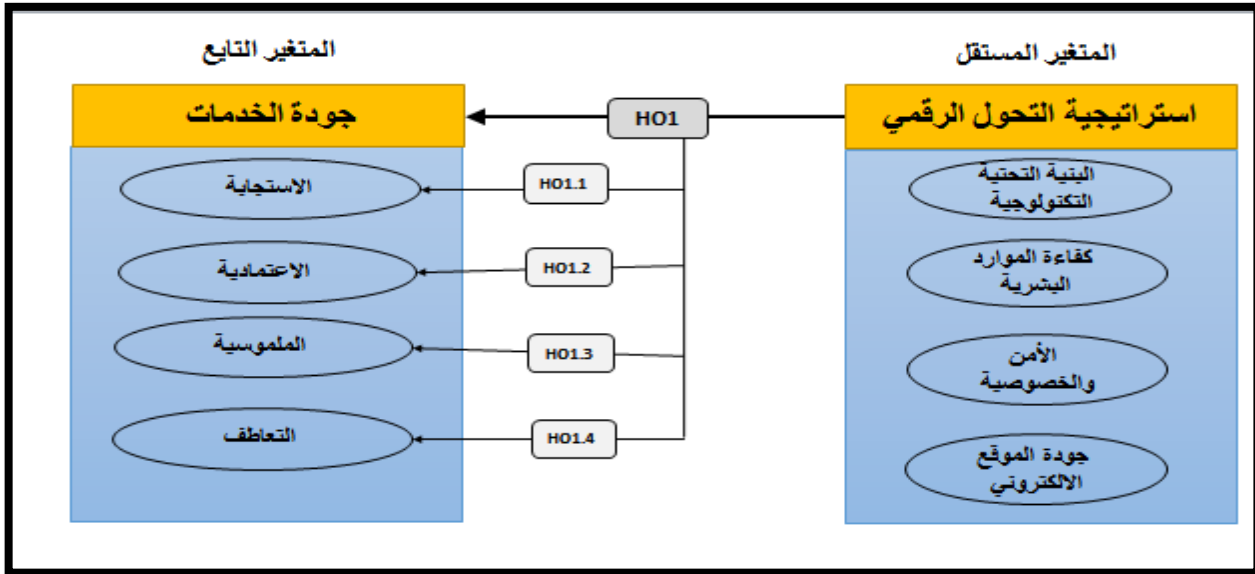 المتغير المستقل
استراتيجية التحول الرقمي
البنية التحتية
التكنولوجية
كفاءة الموارد
البشرية
الأمن
والخصوصية
جودة الموقع
الالكتروني
HO1
HO1.1
HO1.2
HO1.3
HO1.4
المتغير التابع
جودة الخدمات
الاستجابة
الاعتمادية
الملموسية
التعاطف